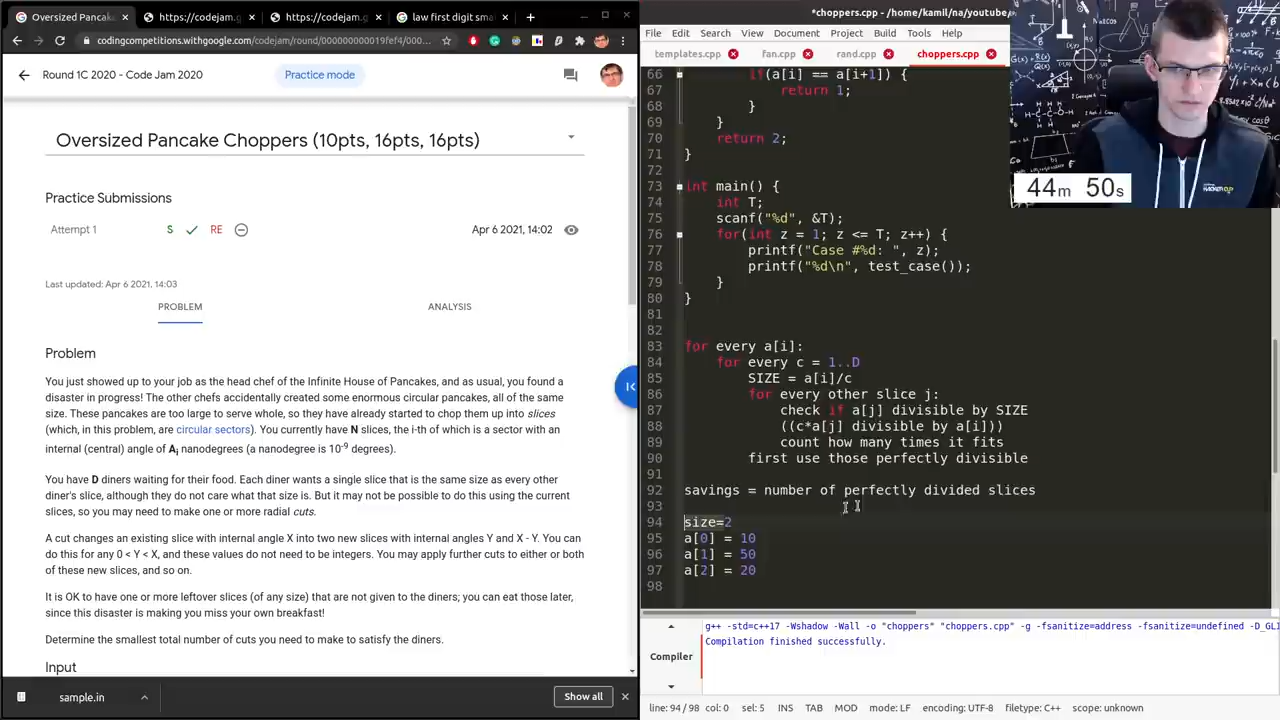 Oversized Pancak
https://codejam.g
https://codejam.g
law first digit sma
codingcompetitions.withgoogle.com/codejam/round/000000000019fef4/000...
Round 1C 2020 - Code Jam 2020
Practice mode
Oversized Pancake Choppers (10pts, 16pts, 16pts)
Practice Submissions
Attempt 1 S RE Apr 6 2021, 14:02
Last updated: Apr 6 2021, 14:03
PROBLEM ANALYSIS
Problem
You just showed up to your job as the head chef of the Infinite House of Pancakes, and as usual, you found a
disaster in progress! The other chefs accidentally created some enormous circular pancakes, all of the same
size. These pancakes are too large to serve whole, so they have already started to chop them up into slices
(which, in this problem, are circular sectors). You currently have N slices, the i-th of which is a sector with an
internal (central) angle of Ai nanodegrees (a nanodegree is 10-9 degrees).
You have D diners waiting for their food. Each diner wants a single slice that is the same size as every other
diner's slice, although they do not care what that size is. But it may not be possible to do this using the current
slices, so you may need to make one or more radial cuts.
A cut changes an existing slice with internal angle X into two new slices with internal angles Y and X - Y. You can
do this for any 0 < Y < X, and these values do not need to be integers. You may apply further cuts to either or both
of these new slices, and so on.
It is OK to have one or more leftover slices (of any size) that are not given to the diners; you can eat those later,
since this disaster is making you miss your own breakfast!
Determine the smallest total number of cuts you need to make to satisfy the diners.
Input
sample.in
Show all
*choppers.cpp - /home/kamil/na/youtube
File Edit Search View Document Project Build Tools Help
templates.cpp fan.cpp rand.cpp choppers.cpp
66 if(a[i] == a[i+1]) {
67 return 1;
68 }
69 }
70 return 2;
71 }
72
73 int main() {
74 int T;
75 scanf("%d", &T);
76 for(int z = 1; z <= T; z++) {
77 printf("Case #%d: ", z);
78 printf("%d\n", test_case());
79 }
80 }
81
82
83 for every a[i]:
84 for every c = 1..D
85 SIZE = a[i]/c
86 for every other slice j:
87 check if a[j] divisible by SIZE
88 ((c*a[j] divisible by a[i]))
89 count how many times it fits
90 first use those perfectly divisible
91
92 savings = number of perfectly divided slices
93
94 size=2
95 a[0] = 10
96 a[1] = 50
97 a[2] = 20
98
44m 50s
Compiler
g++ -std=c++17 -Wshadow -Wall -o "choppers" "choppers.cpp" -g -fsanitize=address -fsanitize=undefined -D_GLI
Compilation finished successfully.
line: 94 / 98 col: 0 sel: 5 INS TAB MOD mode: LF encoding: UTF-8 filetype: C++ scope: unknown